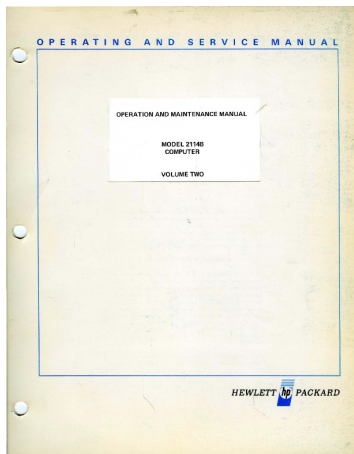 OPERATING AND SERVICE MANUAL
OPERATION AND MAINTENANCE MANUAL
MODEL 2114B
COMPUTER
VOLUME TWO
HEWLETT hp PACKARD